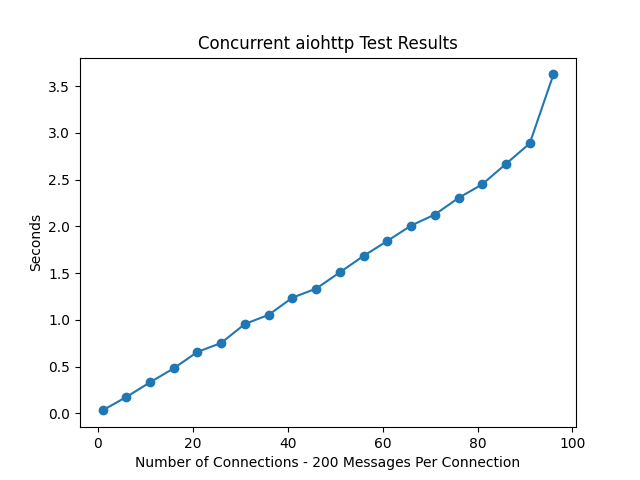 Concurrent aiohttp Test Results
3.5
3.0
2.5
2.0
1.5
1.0
0.5
0.0
Seconds
0 20 40 60 80 100
Number of Connections - 200 Messages Per Connection